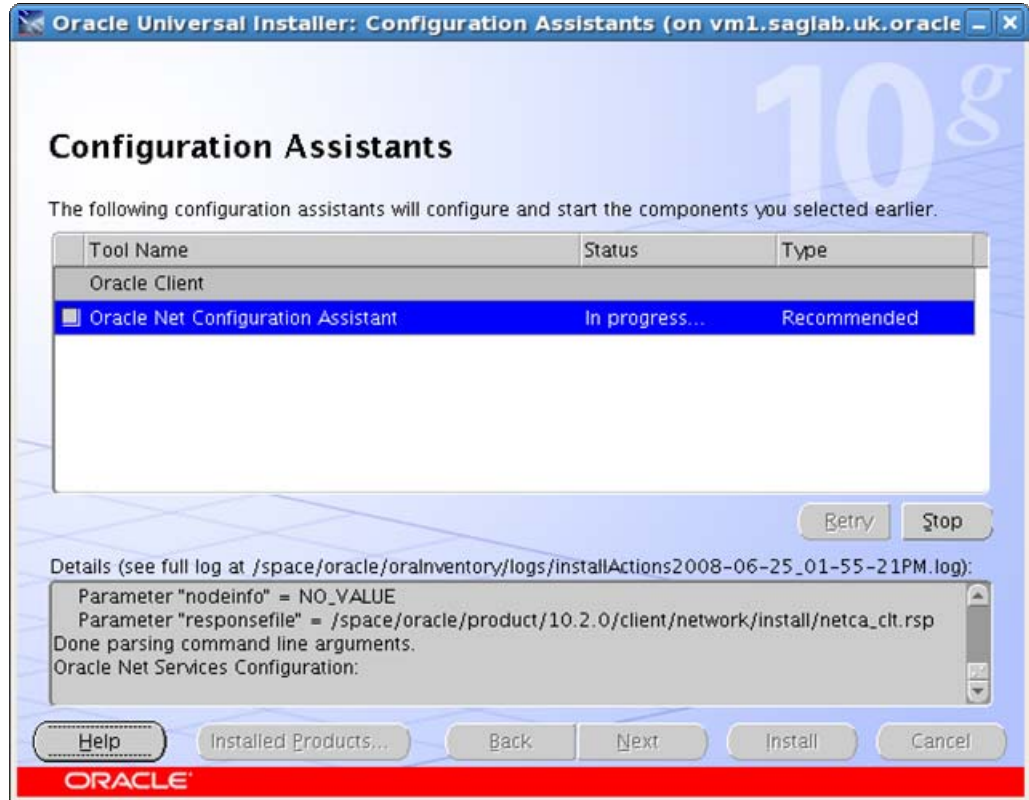 Oracle Universal Installer: Configuration Assistants (on vm1.saglab.uk.oracle
10g
Configuration Assistants
The following configuration assistants will configure and start the components you selected earlier.
Tool Name Status Type
Oracle Client
Oracle Net Configuration Assistant In progress... Recommended
Retry Stop
Details (see full log at /space/oracle/oraInventory/logs/installActions2008-06-25_01-55-21PM.log):
Parameter "nodeinfo" = NO_VALUE
Parameter "responsefile" = /space/oracle/product/10.2.0/client/network/install/netca_clt.rsp
Done parsing command line arguments.
Oracle Net Services Configuration:
Help Installed Products... Back Next Install Cancel
ORACLE